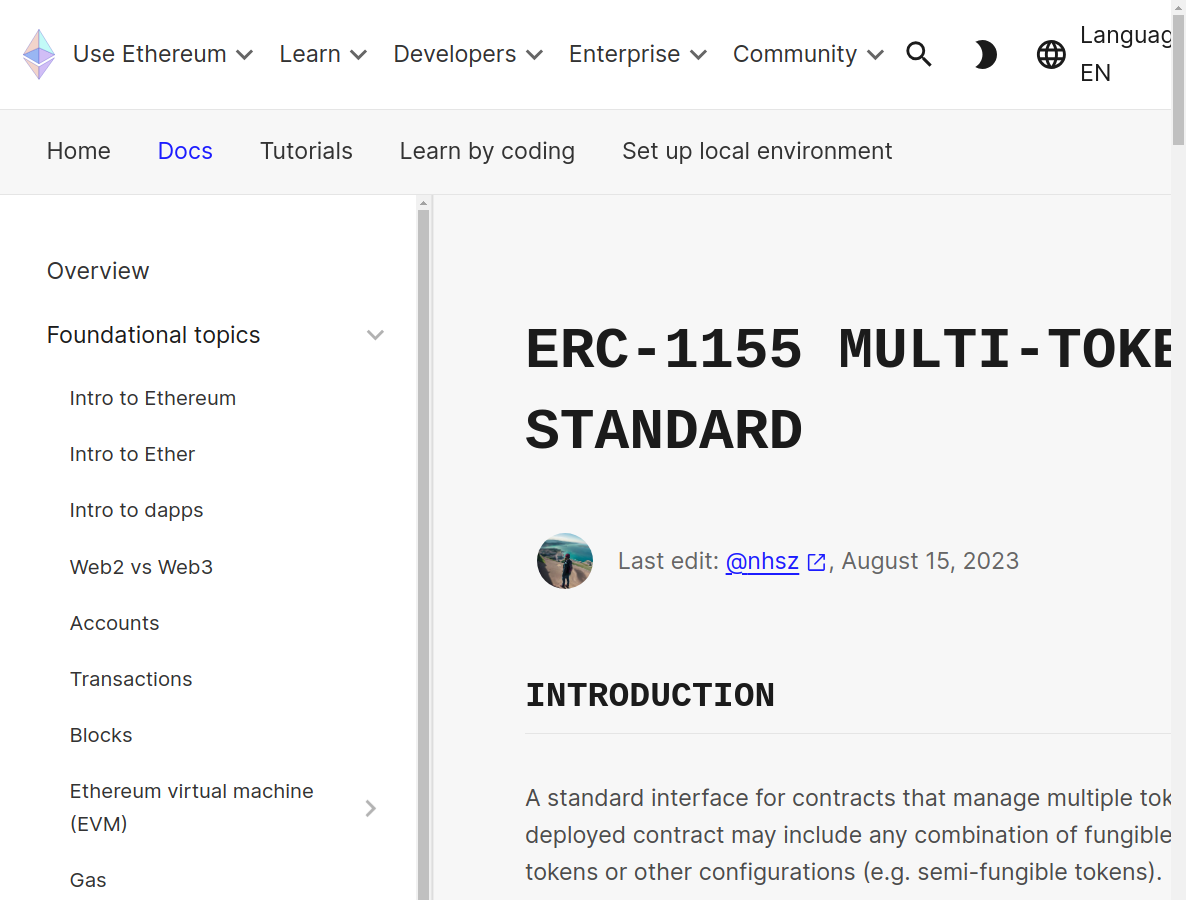 Use Ethereum Learn Developers Enterprise Community Languag
EN
Home Docs Tutorials Learn by coding Set up local environment
Overview
Foundational topics
Intro to Ethereum
Intro to Ether
Intro to dapps
Web2 vs Web3
Accounts
Transactions
Blocks
Ethereum virtual machine
(EVM)
Gas
ERC-1155 MULTI-TOKE
STANDARD
Last edit: @nhsz, August 15, 2023
INTRODUCTION
A standard interface for contracts that manage multiple tok
deployed contract may include any combination of fungible
tokens or other configurations (e.g. semi-fungible tokens).